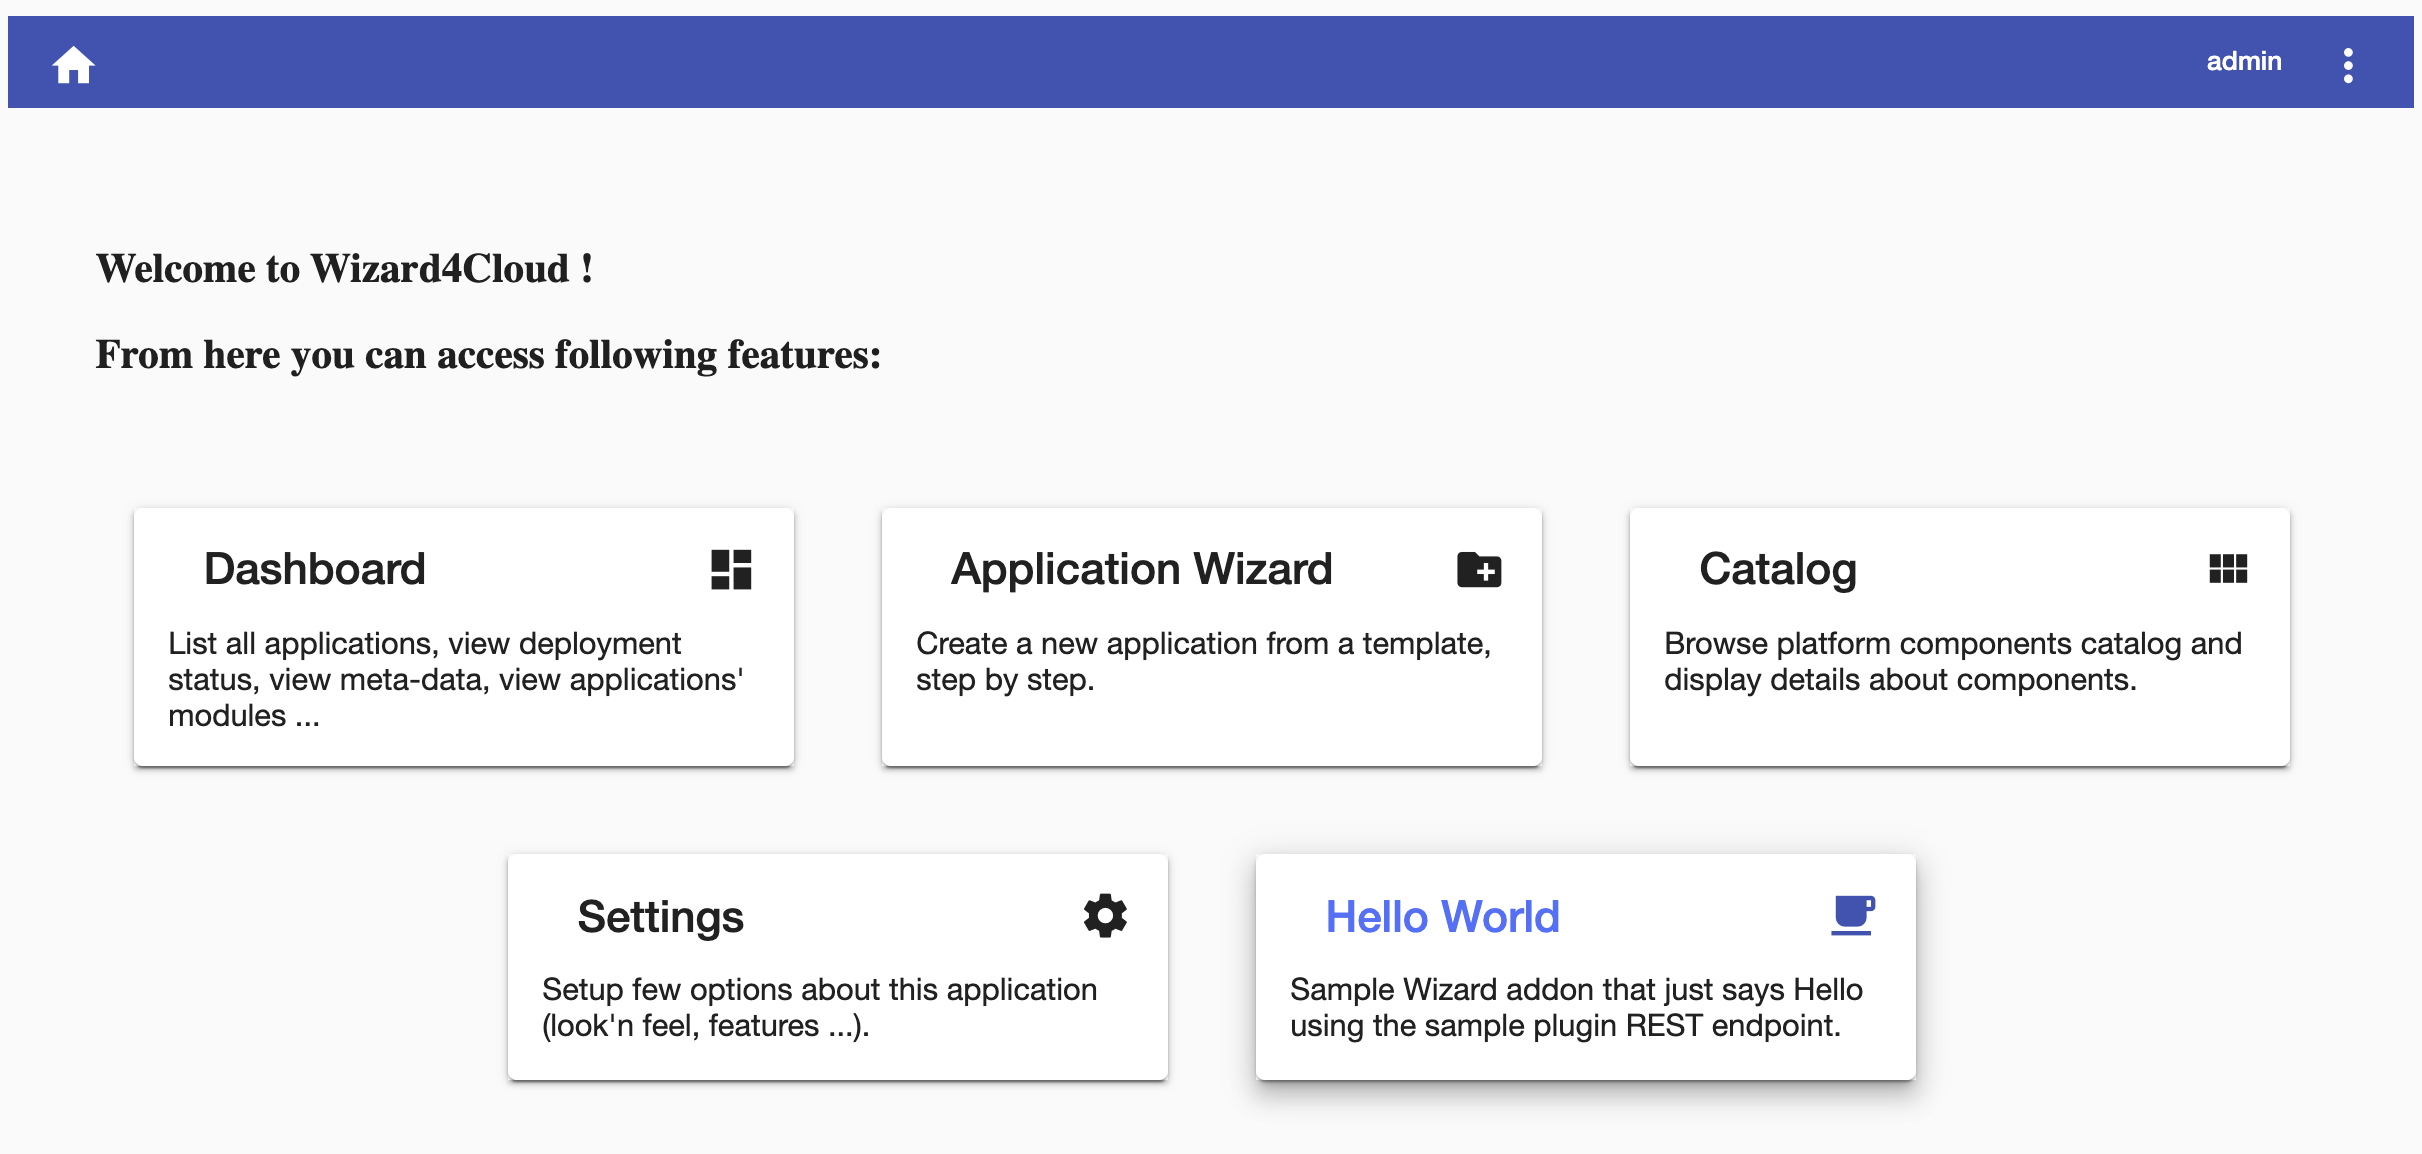 admin
Welcome to Wizard4Cloud !
From here you can access following features:
Dashboard
List all applications, view deployment
status, view meta-data, view applications'
modules ...
Application Wizard
Create a new application from a template,
step by step.
Catalog
Browse platform components catalog and
display details about components.
Settings
Setup few options about this application
(look'n feel, features ...).
Hello World
Sample Wizard addon that just says Hello
using the sample plugin REST endpoint.